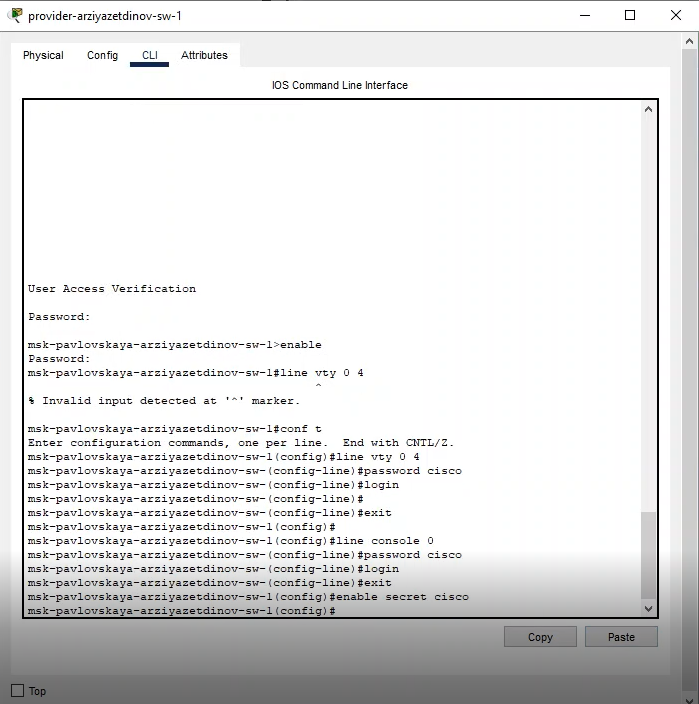 provider-arziyazetdinov-sw-1
Physical Config CLI Attributes
IOS Command Line Interface
User Access Verification
Password:
msk-pavlovskaya-arziyazetdinov-sw-1>enable
Password:
msk-pavlovskaya-arziyazetdinov-sw-1#line vty 0 4
^
% Invalid input detected at '^' marker.
msk-pavlovskaya-arziyazetdinov-sw-1#conf t
Enter configuration commands, one per line.  End with CNTL/Z.
msk-pavlovskaya-arziyazetdinov-sw-1(config)#line vty 0 4
msk-pavlovskaya-arziyazetdinov-sw-(config-line)#password cisco
msk-pavlovskaya-arziyazetdinov-sw-(config-line)#login
msk-pavlovskaya-arziyazetdinov-sw-(config-line)#
msk-pavlovskaya-arziyazetdinov-sw-(config-line)#exit
msk-pavlovskaya-arziyazetdinov-sw-1(config)#
msk-pavlovskaya-arziyazetdinov-sw-1(config)#line console 0
msk-pavlovskaya-arziyazetdinov-sw-(config-line)#password cisco
msk-pavlovskaya-arziyazetdinov-sw-(config-line)#login
msk-pavlovskaya-arziyazetdinov-sw-(config-line)#exit
msk-pavlovskaya-arziyazetdinov-sw-1(config)#enable secret cisco
msk-pavlovskaya-arziyazetdinov-sw-1(config)#
Copy Paste
Top